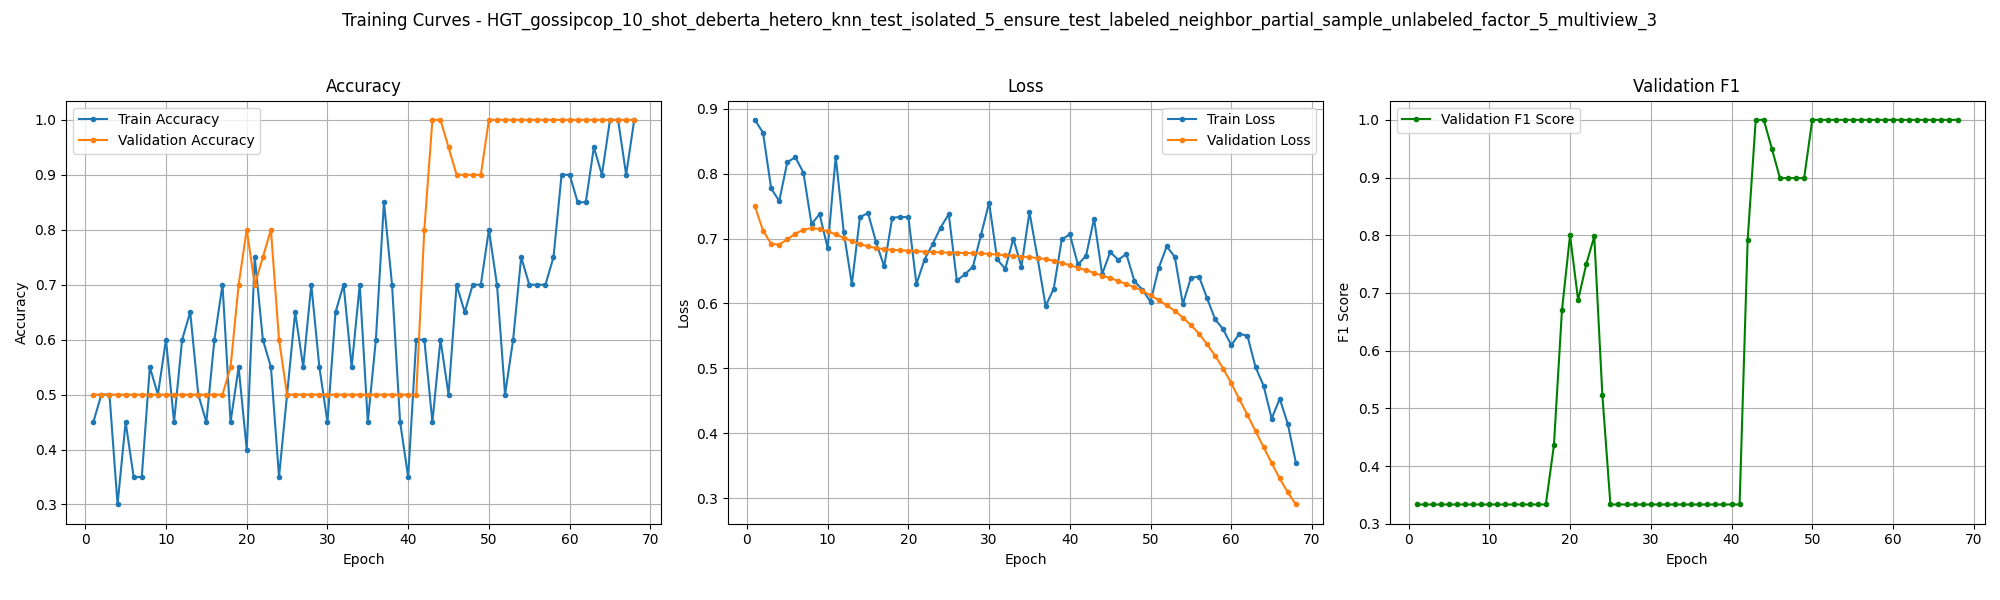 Training Curves - HGT_gossipcop_10_shot_deberta_hetero_knn_test_isolated_5_ensure_test_labeled_neighbor_partial_sample_unlabeled_factor_5_multiview_3
Accuracy
Train Accuracy
Validation Accuracy
1.0
0.9
0.8
0.7
0.6
0.5
0.4
0.3
Accuracy
0 10 20 30 40 50 60 70
Epoch
Loss
Train Loss
Validation Loss
0.9
0.8
0.7
0.6
0.5
0.4
0.3
Loss
0 10 20 30 40 50 60 70
Epoch
Validation F1
Validation F1 Score
1.0
0.9
0.8
0.7
0.6
0.5
0.4
0.3
F1 Score
0 10 20 30 40 50 60 70
Epoch